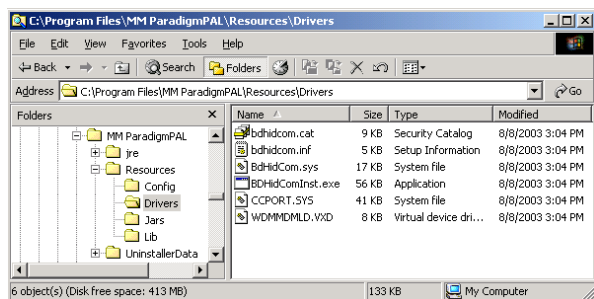 C:\Program Files\MM ParadigmPAL\Resources\Drivers
File Edit View Favorites Tools Help
Back Search Folders
Address C:\Program Files\MM ParadigmPAL\Resources\Drivers Go
Folders
Name Size Type Modified
MM ParadigmPAL
jre
Resources
Config
Drivers
Jars
Lib
UninstallerData
bdhidcom.cat 9 KB Security Catalog 8/8/2003 3:04 PM
bdhidcom.inf 5 KB Setup Information 8/8/2003 3:04 PM
BdHidCom.sys 17 KB System file 8/8/2003 3:04 PM
BDHidComInst.exe 56 KB Application 8/8/2003 3:04 PM
CCPORT.SYS 41 KB System file 8/8/2003 3:04 PM
WDMMDMLD.VXD 8 KB Virtual device dri... 8/8/2003 3:04 PM
6 object(s) (Disk free space: 413 MB) 133 KB My Computer